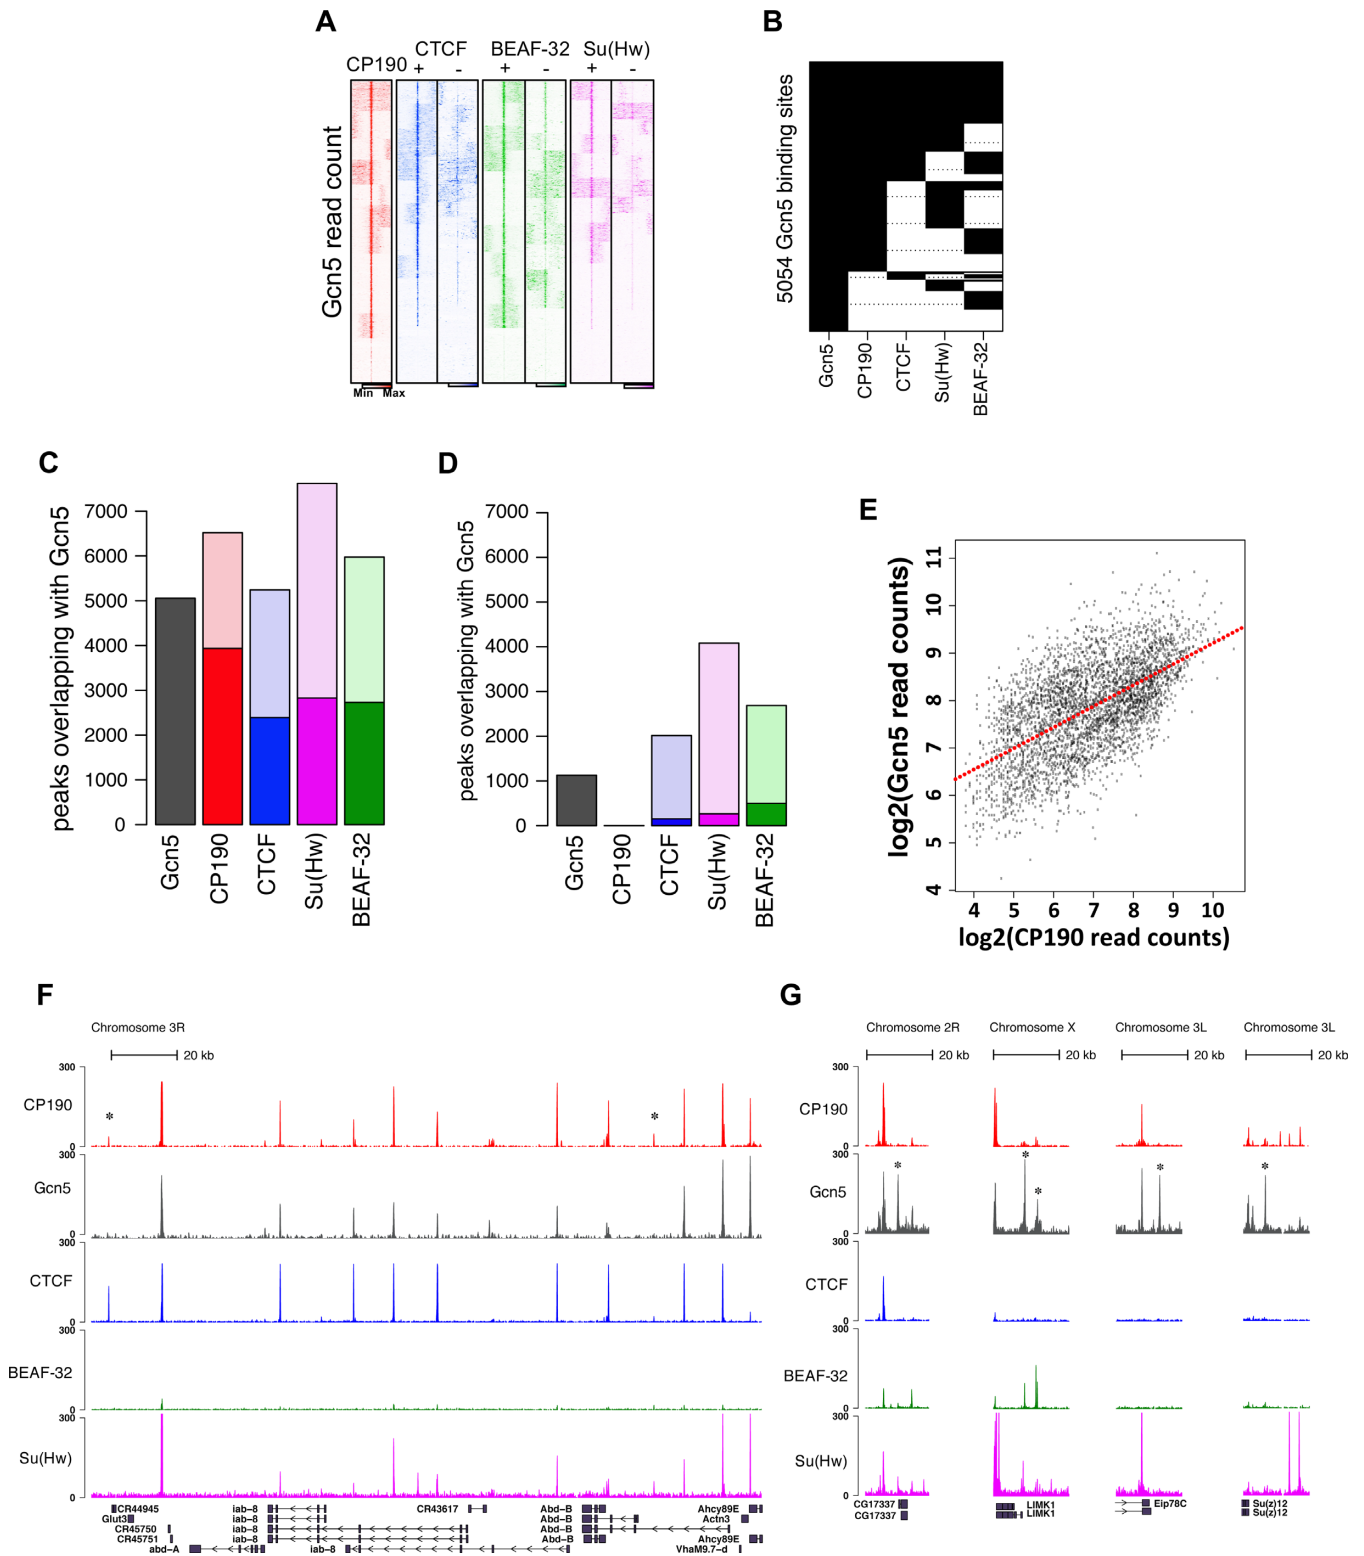 A
CTCF BEAF-32 Su(Hw)
CP190 + - + - + -
Gcn5 read count
Min Max
B
5054 Gcn5 binding sites
Gcn5
CP190
CTCF
Su(Hw)
BEAF-32
C
peaks overlapping with Gcn5
7000
6000
5000
4000
3000
2000
1000
0
Gcn5
CP190
CTCF
Su(Hw)
BEAF-32
D
peaks overlapping with Gcn5
7000
6000
5000
4000
3000
2000
1000
0
Gcn5
CP190
CTCF
Su(Hw)
BEAF-32
E
log2(Gcn5 read counts)
11
10
9
8
7
6
5
4
4 5 6 7 8 9 10
log2(CP190 read counts)
F
Chromosome 3R
20 kb
300
CP190
* *
0
300
Gcn5
0
300
CTCF
0
300
BEAF-32
0
300
Su(Hw)
0
CR44945 iab-8 CR43617 Abd-B Ahcy89E
Glut3 iab-8 Abd-B Actn3
CR45750 iab-8 Abd-B
CR45751 iab-8 Abd-B Ahcy89E
abd-A iab-8 VhaM9.7-d
G
Chromosome 2R Chromosome X Chromosome 3L Chromosome 3L
20 kb 20 kb 20 kb 20 kb
300
CP190
0
300
Gcn5
* * * * *
0
300
CTCF
0
300
BEAF-32
0
300
Su(Hw)
0
CG17337 LIMK1 Eip78C Su(z)12
CG17337 LIMK1 Su(z)12